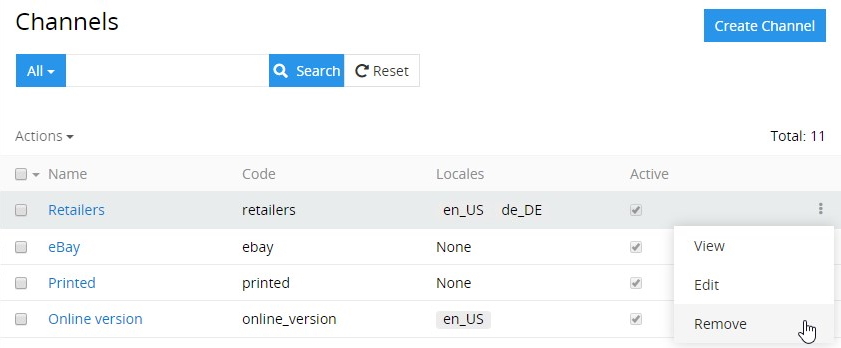 Channels
Create Channel
All Search Reset
Actions Total: 11
Name Code Locales Active
Retailers retailers en_US de_DE
eBay ebay None
View
Printed printed None
Edit
Online version online_version en_US
Remove